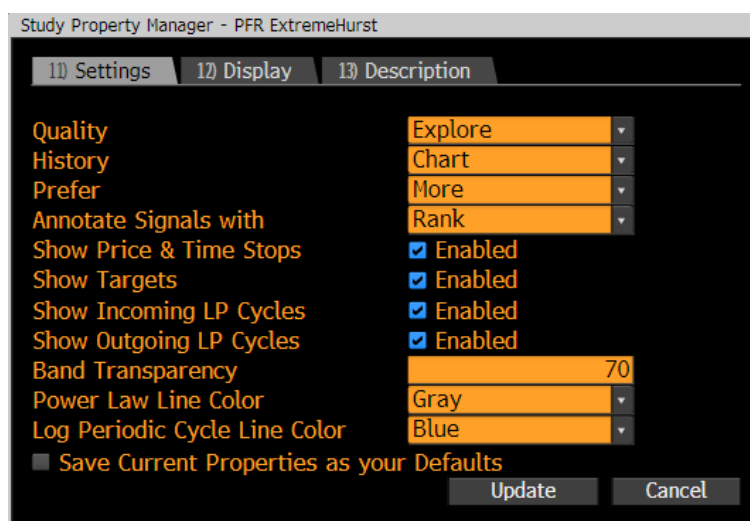 Study Property Manager - PFR ExtremeHurst
11) Settings 12) Display 13) Description
Quality Explore
History Chart
Prefer More
Annotate Signals with Rank
Show Price & Time Stops Enabled
Show Targets Enabled
Show Incoming LP Cycles Enabled
Show Outgoing LP Cycles Enabled
Band Transparency 70
Power Law Line Color Gray
Log Periodic Cycle Line Color Blue
Save Current Properties as your Defaults
Update Cancel